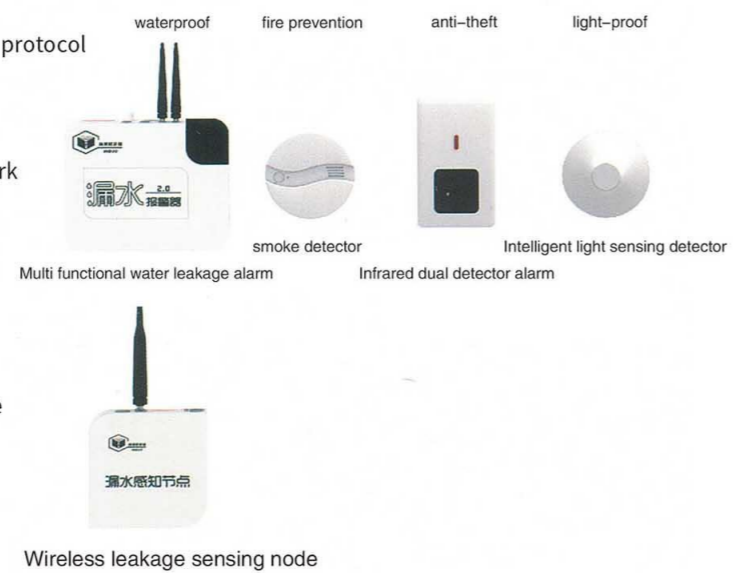 waterproof
fire prevention
anti-theft
light-proof
protocol
漏水 2.0
报警器
rk
smoke detector
Intelligent light sensing detector
Multi functional water leakage alarm
Infrared dual detector alarm
e
漏水感知节点
Wireless leakage sensing node